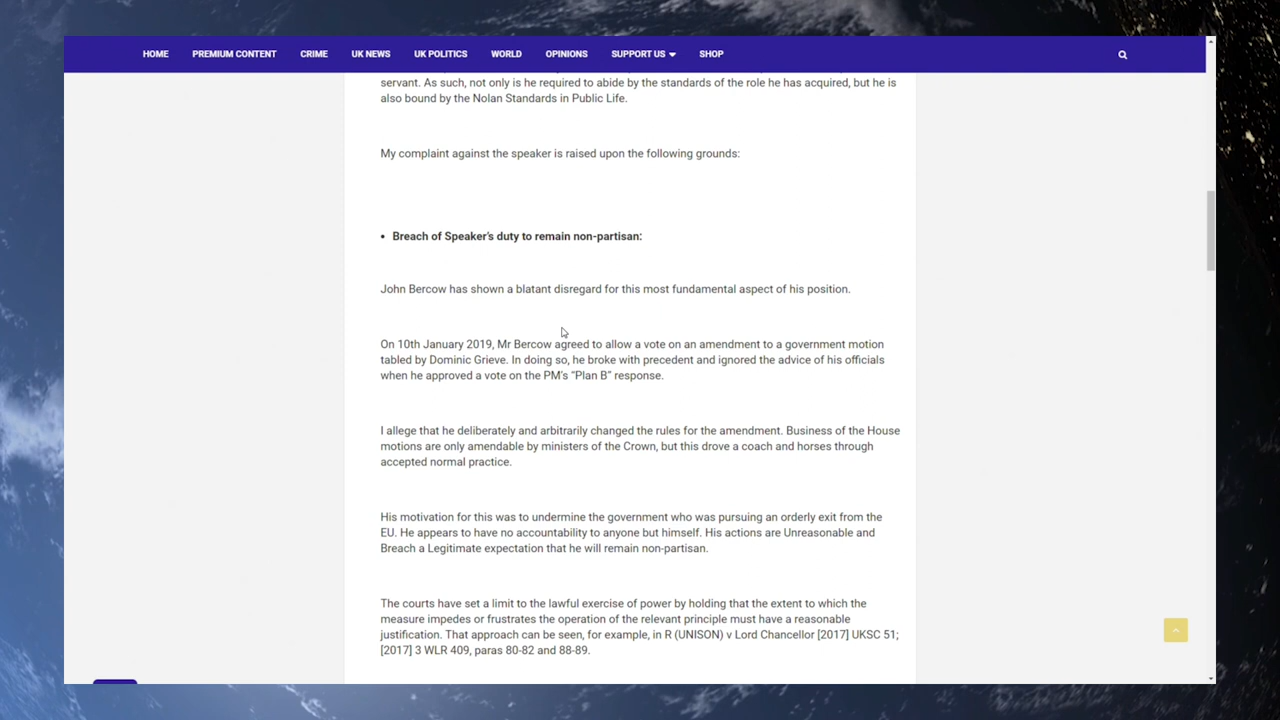 HOME PREMIUM CONTENT CRIME UK NEWS UK POLITICS WORLD OPINIONS SUPPORT US SHOP
servant. As such, not only is he required to abide by the standards of the role he has acquired, but he is
also bound by the Nolan Standards in Public Life.
My complaint against the speaker is raised upon the following grounds:
• Breach of Speaker's duty to remain non-partisan:
John Bercow has shown a blatant disregard for this most fundamental aspect of his position.
On 10th January 2019, Mr Bercow agreed to allow a vote on an amendment to a government motion
tabled by Dominic Grieve. In doing so, he broke with precedent and ignored the advice of his officials
when he approved a vote on the PM's “Plan B” response.
I allege that he deliberately and arbitrarily changed the rules for the amendment. Business of the House
motions are only amendable by ministers of the Crown, but this drove a coach and horses through
accepted normal practice.
His motivation for this was to undermine the government who was pursuing an orderly exit from the
EU. He appears to have no accountability to anyone but himself. His actions are Unreasonable and
Breach a Legitimate expectation that he will remain non-partisan.
The courts have set a limit to the lawful exercise of power by holding that the extent to which the
measure impedes or frustrates the operation of the relevant principle must have a reasonable
justification. That approach can be seen, for example, in R (UNISON) v Lord Chancellor [2017] UKSC 51;
[2017] 3 WLR 409, paras 80-82 and 88-89.